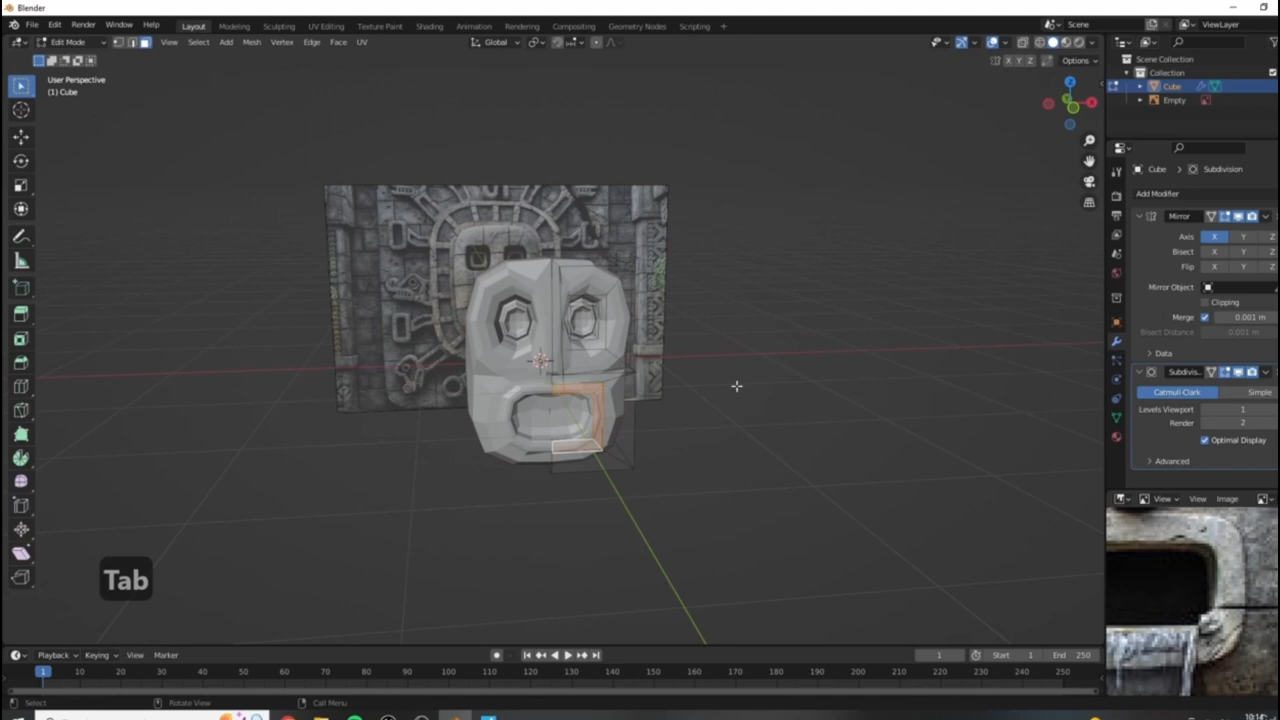 Blender
File Edit Render Window Help Layout Modeling Sculpting UV Editing Texture Paint Shading Animation Rendering Compositing Geometry Nodes Scripting + Scene ViewLayer
Edit Mode View Select Add Mesh Vertex Edge Face UV Global
X Y Z Options
User Perspective
(1) Cube
Z
X
Scene Collection
Collection
Cube
Empty
Cube > Subdivision
Add Modifier
Mirror
Axis X Y Z
Bisect X Y Z
Flip X Y Z
Mirror Object
Clipping
Merge 0.001 m
Bisect Distance 0.001 m
Data
Subdivis..
Catmull-Clark Simple
Levels Viewport 1
Render 2
Optimal Display
Advanced
View View Image
Tab
Playback Keying View Marker 1 Start 1 End 250
1 10 20 30 40 50 60 70 80 90 100 110 120 130 140 150 160 170 180 190 200 210 220 230 240 250
Select Rotate View Call Menu
10:14